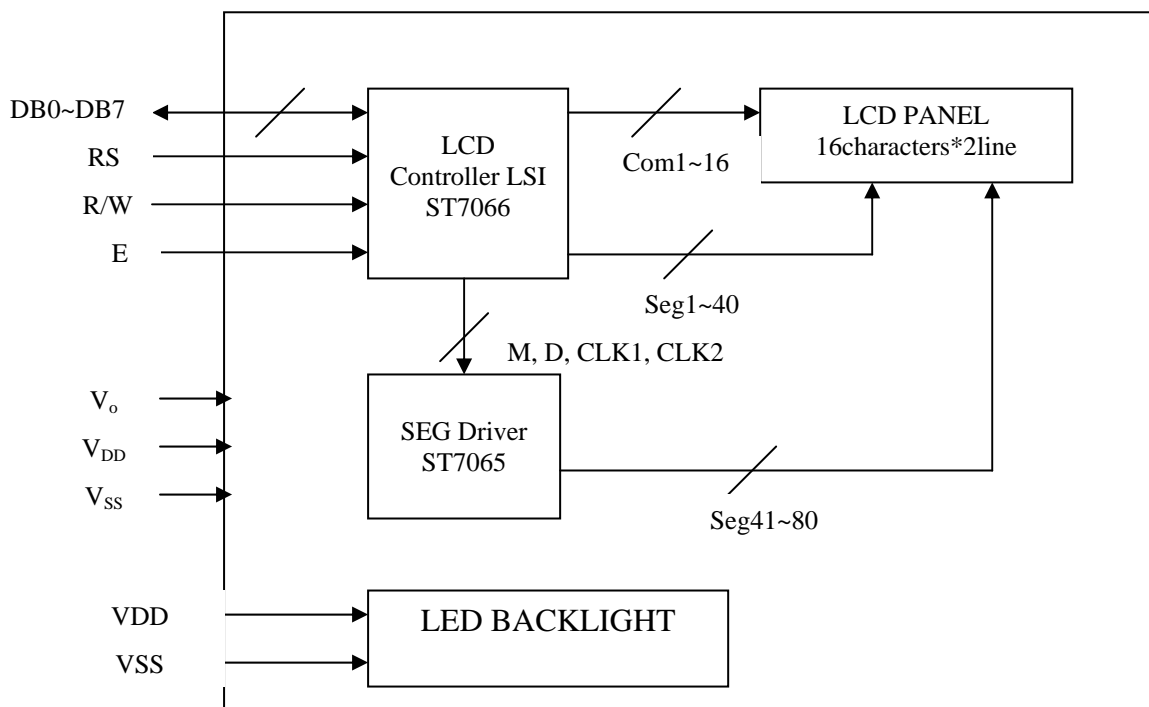 DB0~DB7
RS
R/W
E
LCD
Controller LSI
ST7066
Com1~16
LCD PANEL
16characters*2line
Seg1~40
M, D, CLK1, CLK2
Vo
VDD
VSS
SEG Driver
ST7065
Seg41~80
VDD
VSS
LED BACKLIGHT